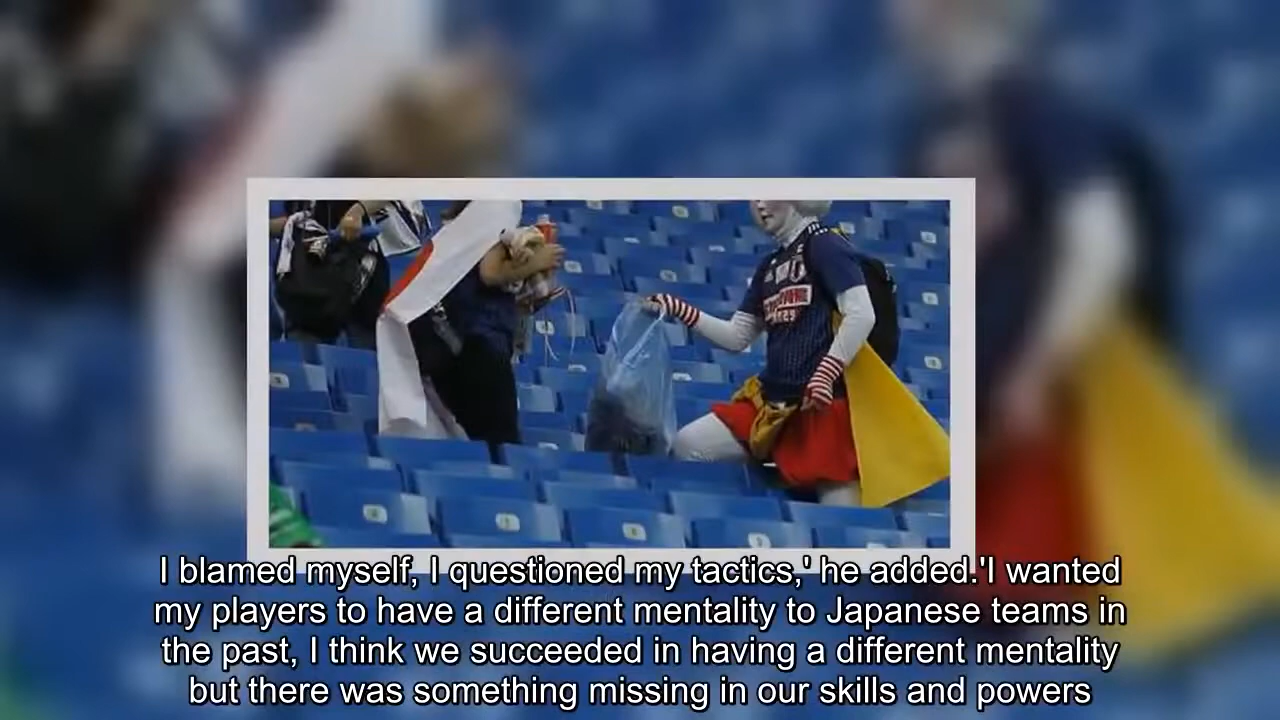 I blamed myself, I questioned my tactics,' he added.'I wanted
my players to have a different mentality to Japanese teams in
the past, I think we succeeded in having a different mentality
but there was something missing in our skills and powers